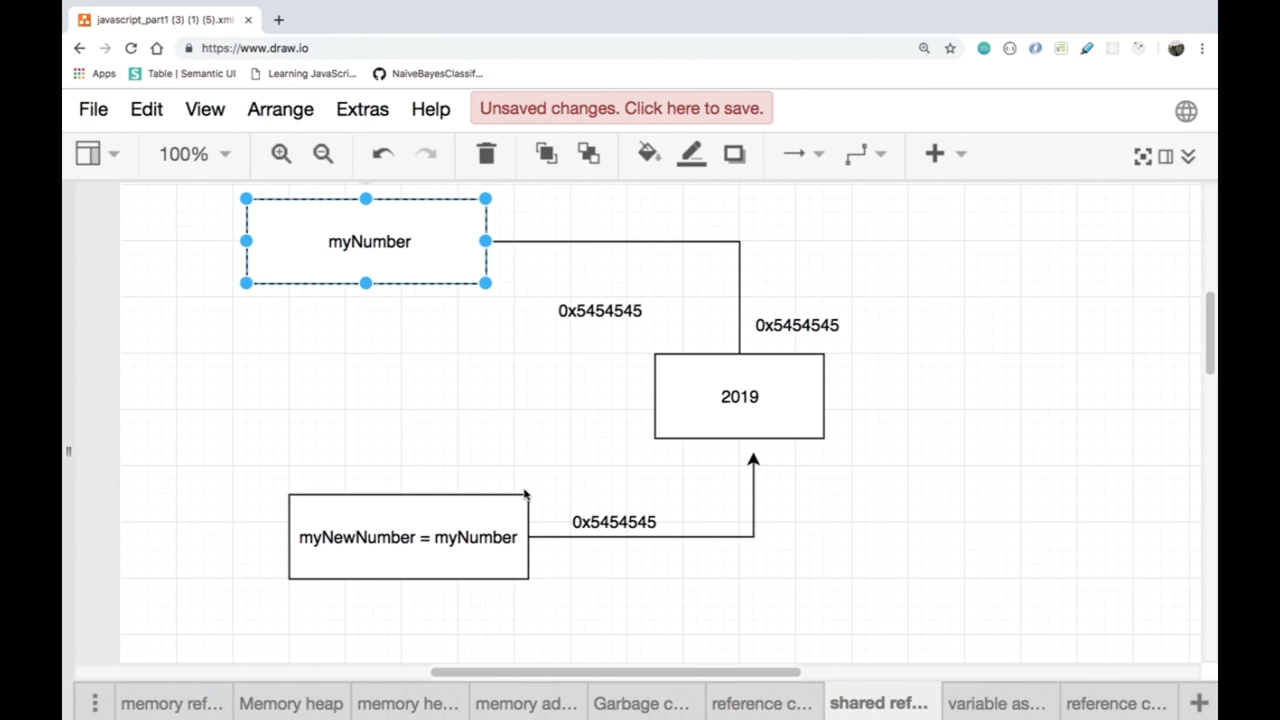 javascript_part1 (3) (1) (5).xml
https://www.draw.io
Apps
Table | Semantic UI
Learning JavaScri...
NaiveBayesClassif...
File
Edit
View
Arrange
Extras
Help
Unsaved changes. Click here to save.
100%
myNumber
0x5454545
0x5454545
2019
0x5454545
myNewNumber = myNumber
memory ref...
Memory heap
memory he...
memory ad...
Garbage c...
reference c...
shared ref...
variable as...
reference c...